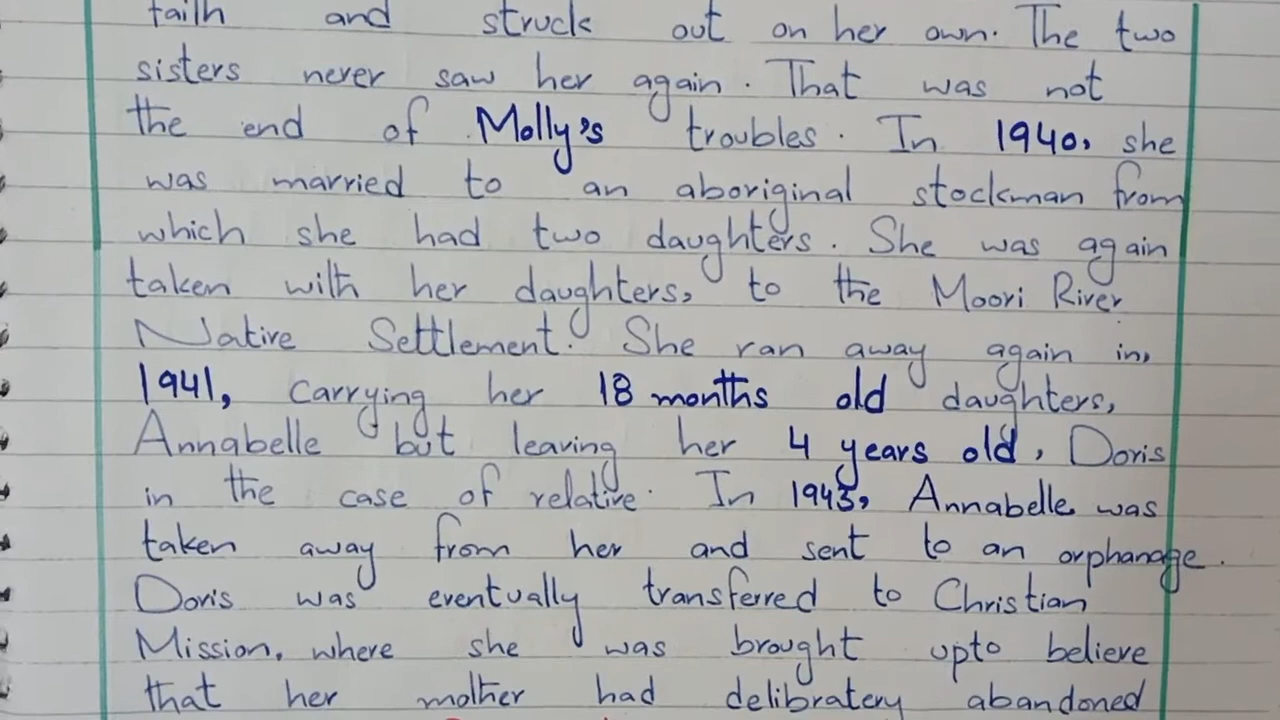 faith and struck out on her own. The two
sisters never saw her again. That was not
the end of Molly's troubles. In 1940, she
was married to an aboriginal stockman from
which she had two daughters. She was again
taken with her daughters, to the Moori River
Native Settlement. She ran away again in,
1941, carrying her 18 months old daughters,
Annabelle but leaving her 4 years old, Doris
in the case of relative. In 1943, Annabelle was
taken away from her and sent to an orphanage.
Doris was eventually transferred to Christian
Mission, where she was brought upto believe
that her mother had delibratery abandoned